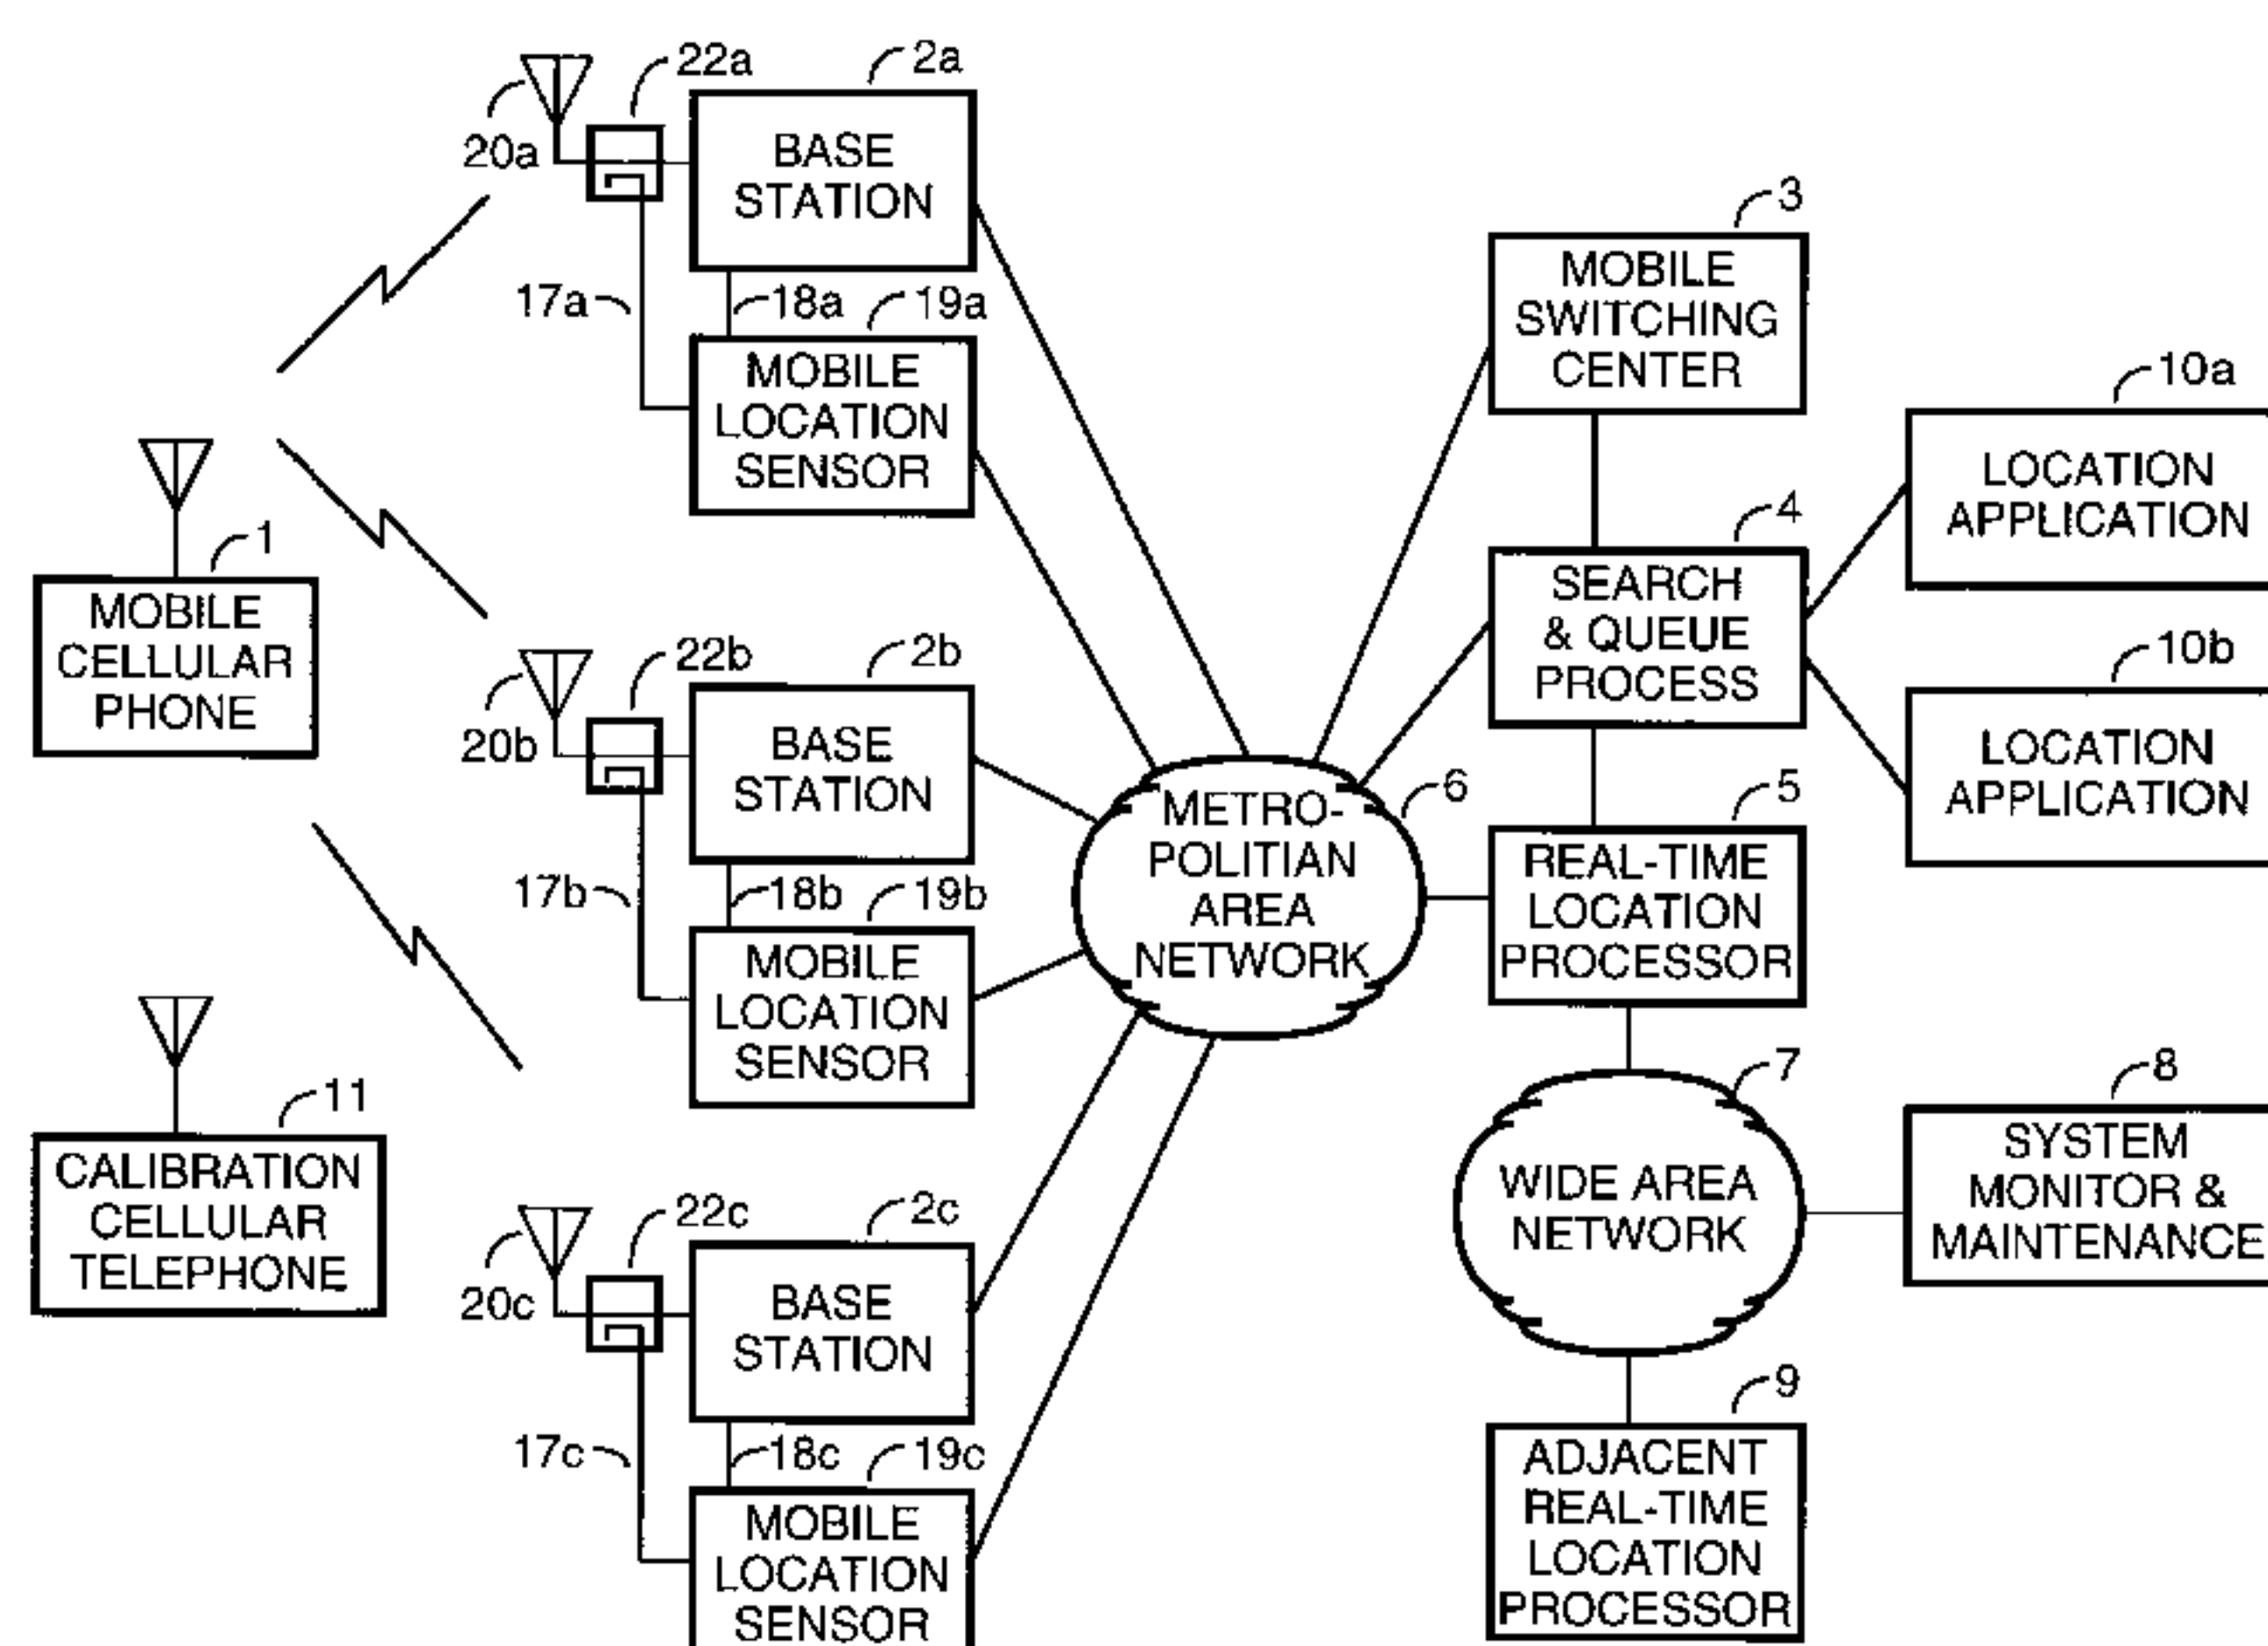 22a
2a
20a
BASE
STATION
17a
18a
19a
MOBILE
LOCATION
SENSOR
1
MOBILE
CELLULAR
PHONE
22b
2b
20b
BASE
STATION
17b
18b
19b
MOBILE
LOCATION
SENSOR
11
CALIBRATION
CELLULAR
TELEPHONE
22c
2c
20c
BASE
STATION
17c
18c
19c
MOBILE
LOCATION
SENSOR
6
METRO-
POLITIAN
AREA
NETWORK
3
MOBILE
SWITCHING
CENTER
4
SEARCH
& QUEUE
PROCESS
10a
LOCATION
APPLICATION
10b
LOCATION
APPLICATION
5
REAL-TIME
LOCATION
PROCESSOR
7
WIDE AREA
NETWORK
8
SYSTEM
MONITOR &
MAINTENANCE
9
ADJACENT
REAL-TIME
LOCATION
PROCESSOR